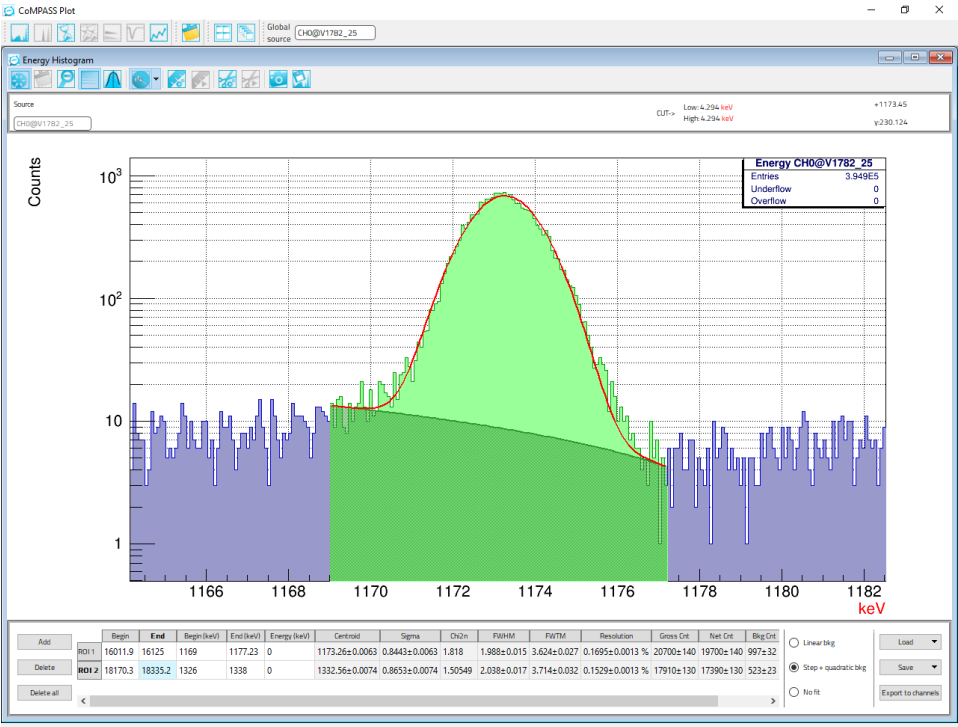 CoMPASS Plot
Global source CH0@V1782_25
Energy Histogram
Source
CH0@V1782_25
CUT-> Low: 4.294 keV
High: 4.294 keV
+1173.45
y:230.124
Counts
Energy CH0@V1782_25
Entries 3.949E5
Underflow 0
Overflow 0
10³
10²
10
1
1166 1168 1170 1172 1174 1176 1178 1180 1182
keV
Add
Delete
Delete all
Begin End Begin (keV) End (keV) Energy (keV) Centroid Sigma Chi2n FWHM FWTM Resolution Gross Cnt Net Cnt Bkg Cnt
ROI 1 16011.9 16125 1169 1177.23 0 1173.26±0.0063 0.8443±0.0063 1.818 1.988±0.015 3.624±0.027 0.1695±0.0013 % 20700±140 19700±140 997±32
ROI 2 18170.3 18335.2 1326 1338 0 1332.56±0.0074 0.8653±0.0074 1.50549 2.038±0.017 3.714±0.032 0.1529±0.0013 % 17910±130 17390±130 523±23
Linear bkg
Step + quadratic bkg
No fit
Load
Save
Export to channels